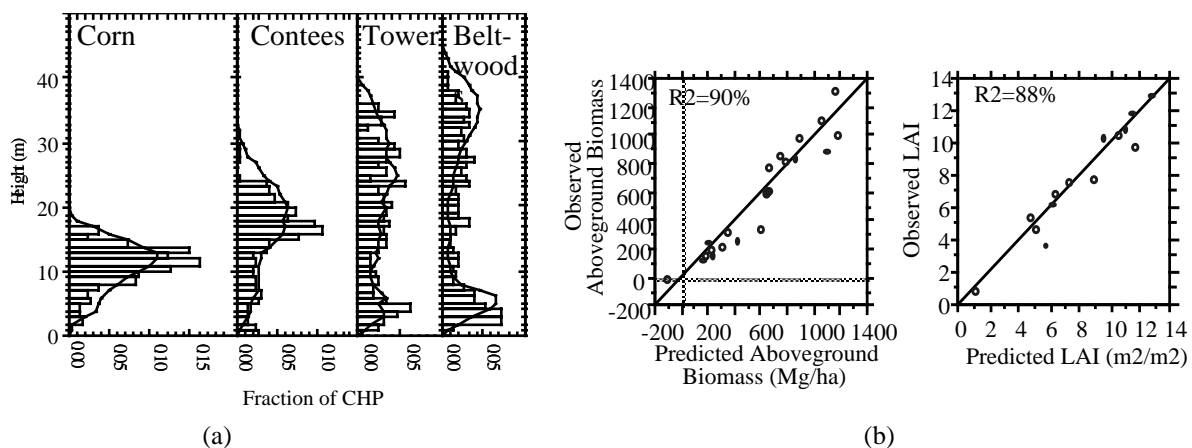 Corn
Contees
Tower
Belt-
wood
40
30
20
10
0
Height (m)
000
005
010
015
000
005
010
000
005
000
005
Fraction of CHP
(a)
R2=90%
1400
1200
1000
800
600
400
200
0
-200
Observed
Aboveground Biomass
-200
200
600
1000
1400
Predicted Aboveground
Biomass (Mg/ha)
R2=88%
14
12
10
8
6
4
2
0
Observed LAI
0 2 4 6 8 10 12 14
Predicted LAI (m2/m2)
(b)